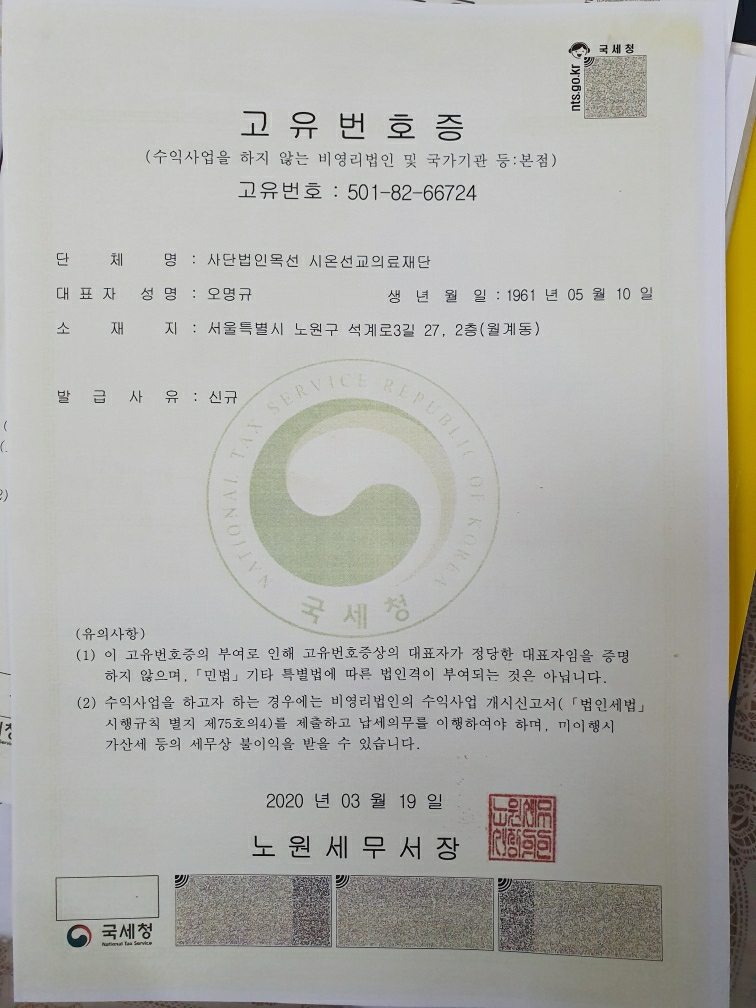 국세청
nts.go.kr
고유번호증
(수익사업을 하지 않는 비영리법인 및 국가기관 등:본점)
고유번호 : 501-82-66724
단 체 명 : 사단법인목선 시온선교의료재단
대표자 성명 : 오명규 생 년 월 일 : 1961 년 05 월 10 일
소 재 지 : 서울특별시 노원구 석계로3길 27, 2층(월계동)
발 급 사 유 : 신규
NATIONAL TAX SERVICE REPUBLIC OF KOREA
국세청
(유의사항)
(1) 이 고유번호증의 부여로 인해 고유번호증상의 대표자가 정당한 대표자임을 증명
하지 않으며,「민법」기타 특별법에 따른 법인격이 부여되는 것은 아닙니다.
(2) 수익사업을 하고자 하는 경우에는 비영리법인의 수익사업 개시신고서(「법인세법」
시행규칙 별지 제75호의4)를 제출하고 납세의무를 이행하여야 하며, 미이행시
가산세 등의 세무상 불이익을 받을 수 있습니다.
2020 년 03 월 19 일
노원세무서장
국세청
National Tax Service